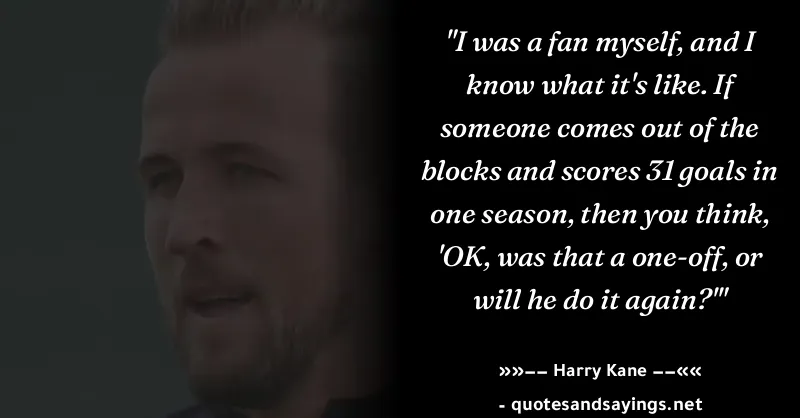 "I was a fan myself, and I
know what it's like. If
someone comes out of the
blocks and scores 31 goals in
one season, then you think,
'OK, was that a one-off, or
will he do it again?'"
»»–– Harry Kane ––««
- quotesandsayings.net